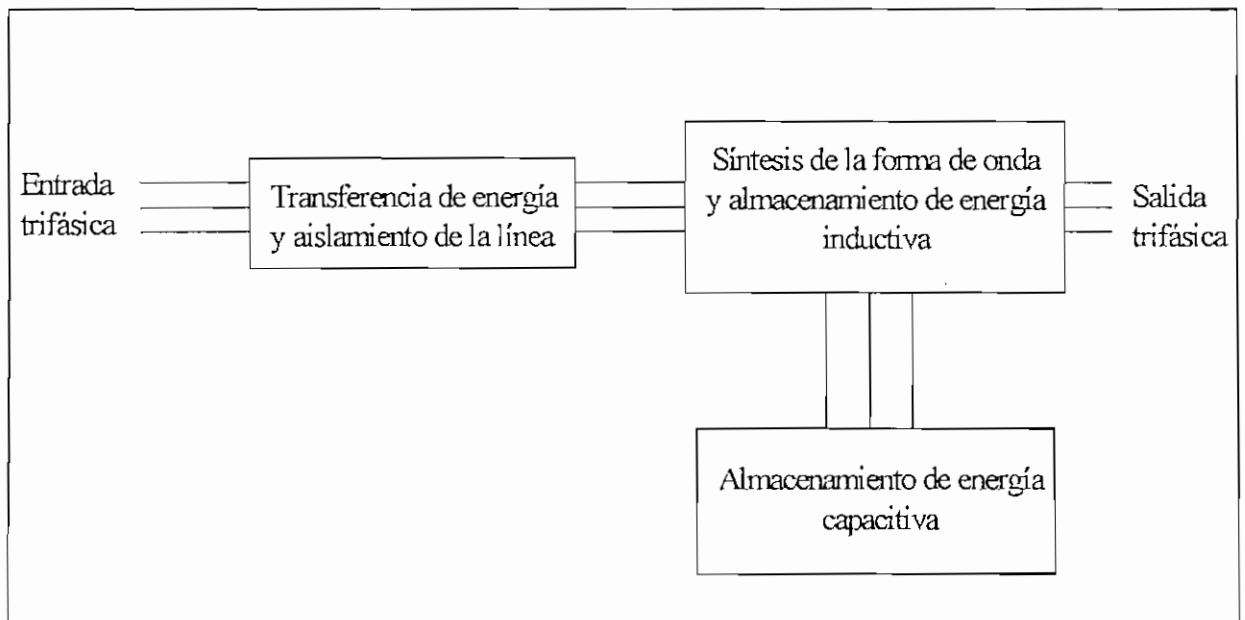 Entrada
trifásica
Transferencia de energía
y aislamiento de la línea
Síntesis de la forma de onda
y almacenamiento de energía
inductiva
Salida
trifásica
Almacenamiento de energía
capacitiva